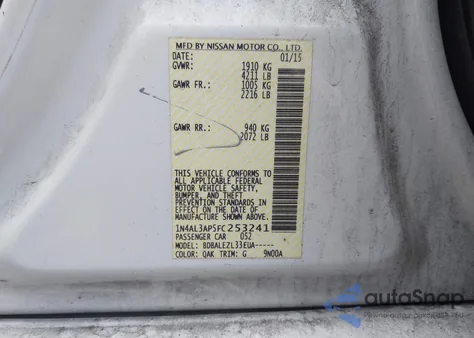 MFD BY NISSAN MOTOR CO., LTD.
DATE: 01/15
GVWR: 1910 KG
4211 LB
GAWR FR.: 1005 KG
2216 LB
GAWR RR.: 940 KG
2072 LB
THIS VEHICLE CONFORMS TO
ALL APPLICABLE FEDERAL
MOTOR VEHICLE SAFETY,
BUMPER, AND THEFT
PREVENTION STANDARDS IN
EFFECT ON THE DATE OF
MANUFACTURE SHOWN ABOVE.
1N4AL3AP5FC253241
PASSENGER CAR 052
MODEL: BDBALEZL33EUA-----
COLOR: QAK TRIM: G 9N00A
autoSnap